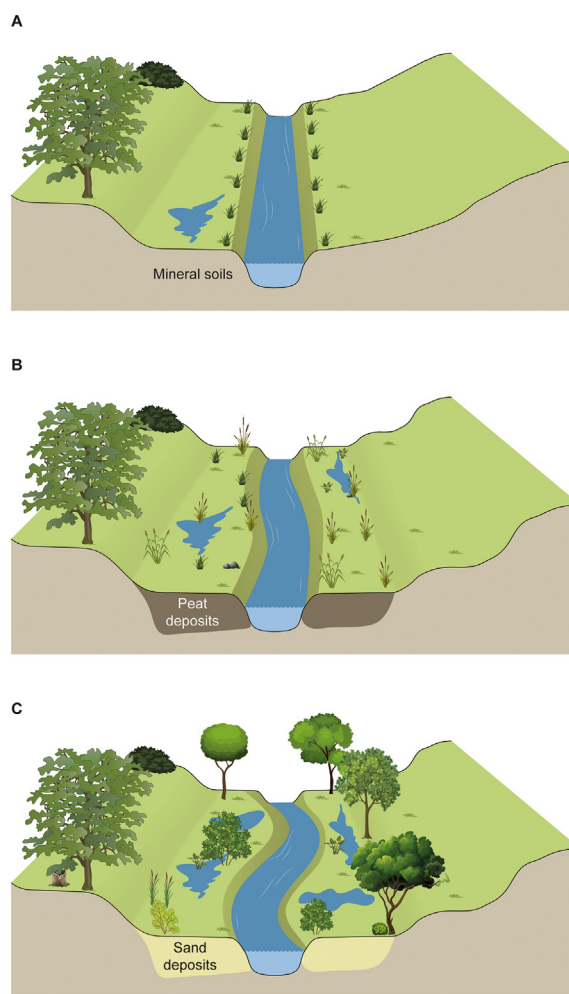 A
Mineral soils
B
Peat
deposits
C
Sand
deposits